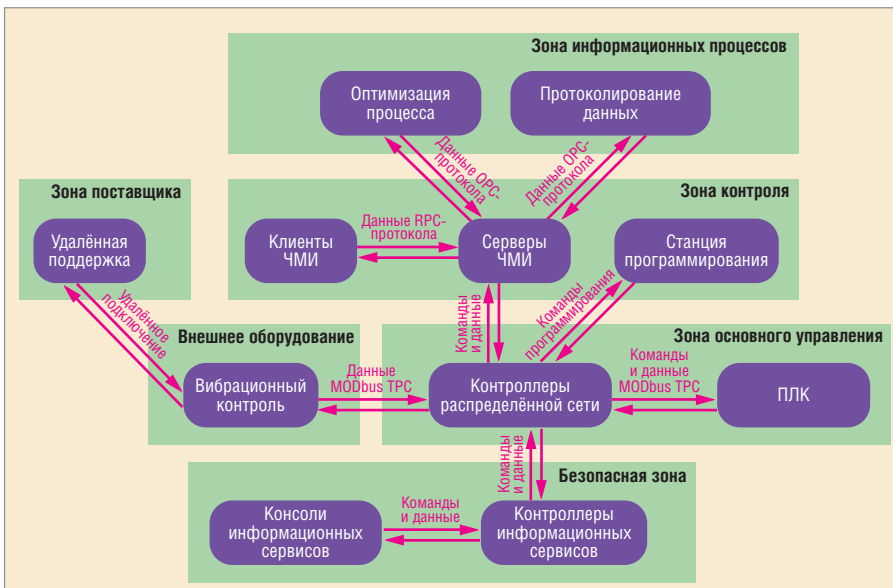 Зона информационных процессов
Оптимизация
процесса
Протоколирование
данных
Данные OPC-
протокола
Данные OPC-
протокола
Зона поставщика
Зона контроля
Удалённая
поддержка
Клиенты
ЧМИ
Данные RPC-
протокола
Серверы
ЧМИ
Станция
программирования
Удалённое
подключение
Команды
и данные
Команды
программирования
Внешнее оборудование
Зона основного управления
Вибрационный
контроль
Данные
MODbus TPC
Контроллеры
распределённой сети
Команды
и данные
MODbus TPC
ПЛК
Команды
и данные
Безопасная зона
Консоли
информационных
сервисов
Команды
и данные
Контроллеры
информационных
сервисов